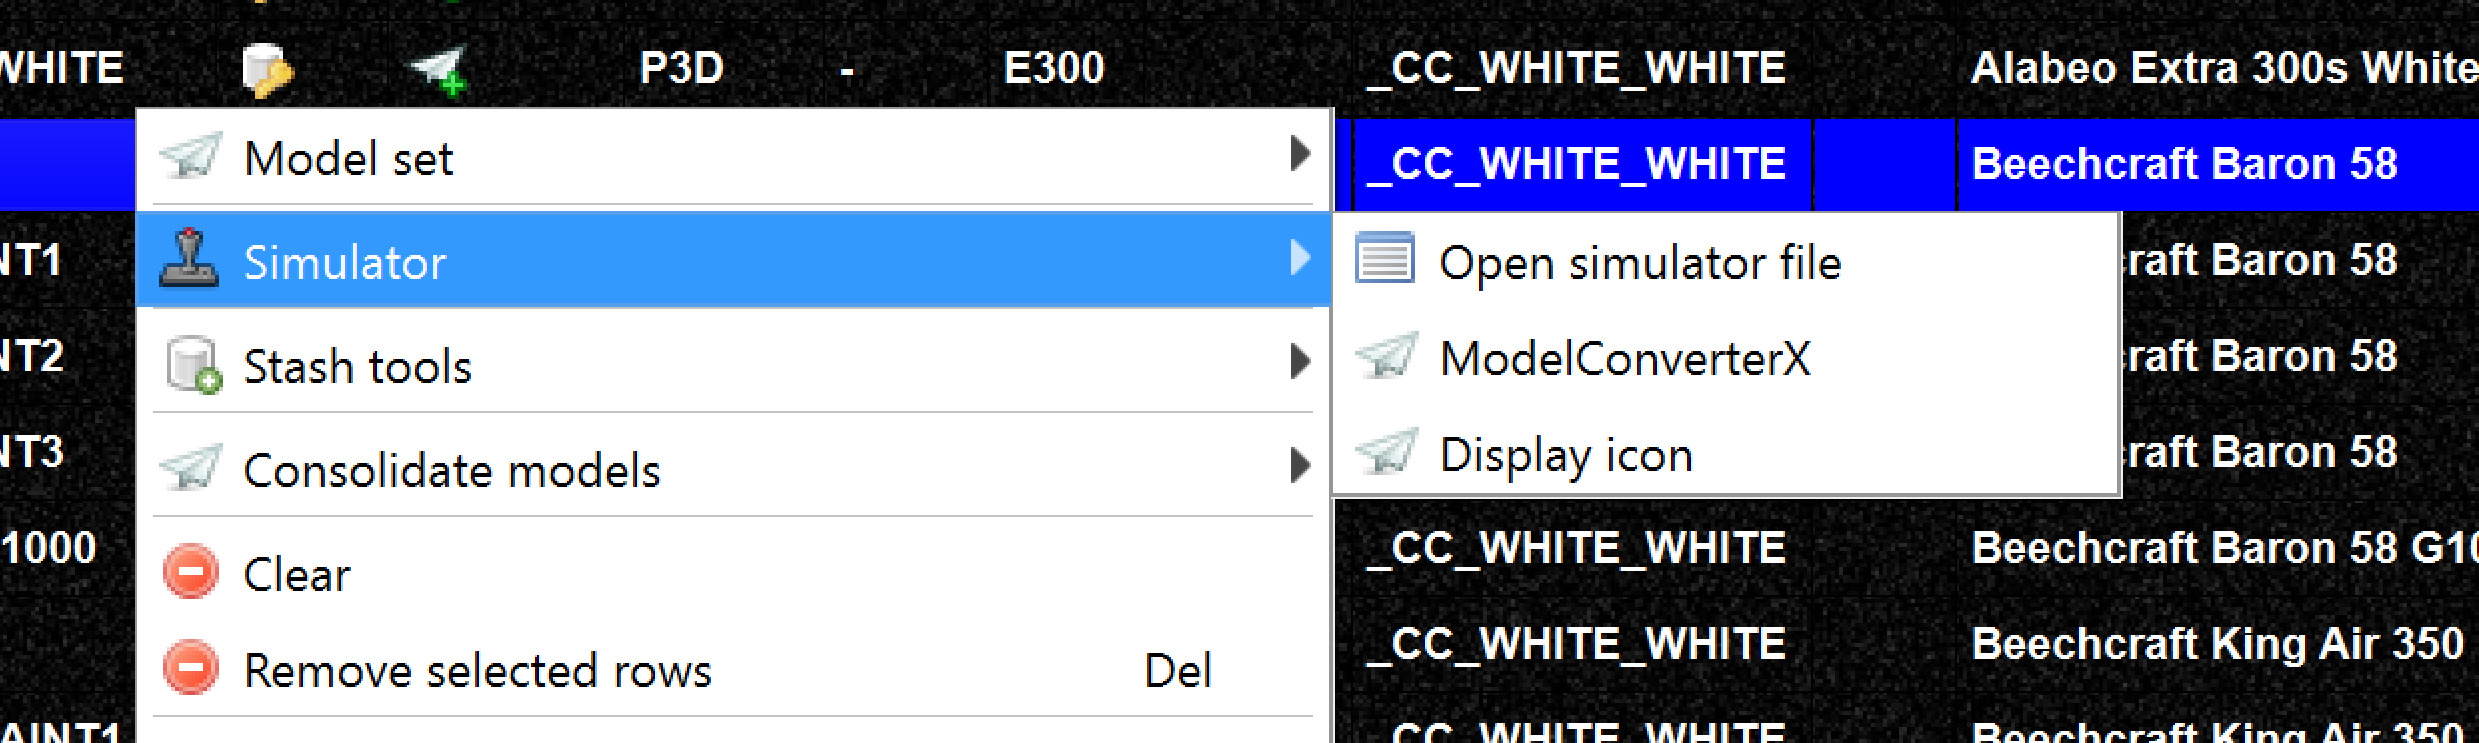 WHITE P3D - E300 _CC_WHITE_WHITE Alabeo Extra 300s White
Model set _CC_WHITE_WHITE Beechcraft Baron 58
NT1 Simulator Open simulator file raft Baron 58
NT2 Stash tools ModelConverterX raft Baron 58
NT3 Consolidate models Display icon raft Baron 58
1000 Clear _CC_WHITE_WHITE Beechcraft Baron 58 G10
Remove selected rows Del _CC_WHITE_WHITE Beechcraft King Air 350
AINT1 _CC_WHITE_WHITE Beechcraft King Air 350